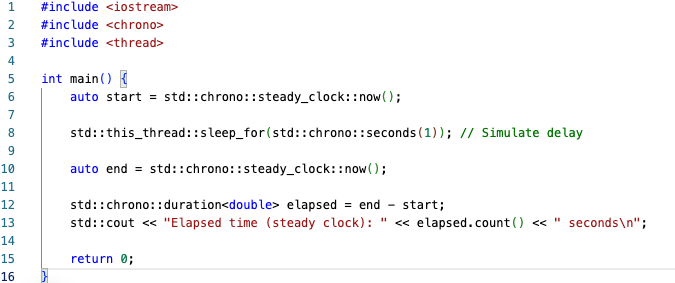 1 #include <iostream>
2 #include <chrono>
3 #include <thread>
4
5 int main() {
6     auto start = std::chrono::steady_clock::now();
7
8     std::this_thread::sleep_for(std::chrono::seconds(1)); // Simulate delay
9
10     auto end = std::chrono::steady_clock::now();
11
12     std::chrono::duration<double> elapsed = end - start;
13     std::cout << "Elapsed time (steady clock): " << elapsed.count() << " seconds\n";
14
15     return 0;
16 }